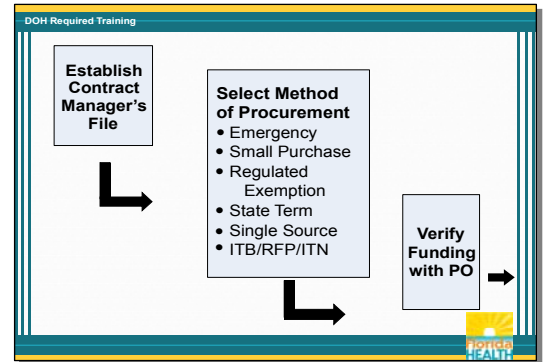 DOH Required Training
Establish
Contract
Manager's
File
Select Method
of Procurement
• Emergency
• Small Purchase
• Regulated
Exemption
• State Term
• Single Source
• ITB/RFP/ITN
Verify
Funding
with PO
Florida
HEALTH